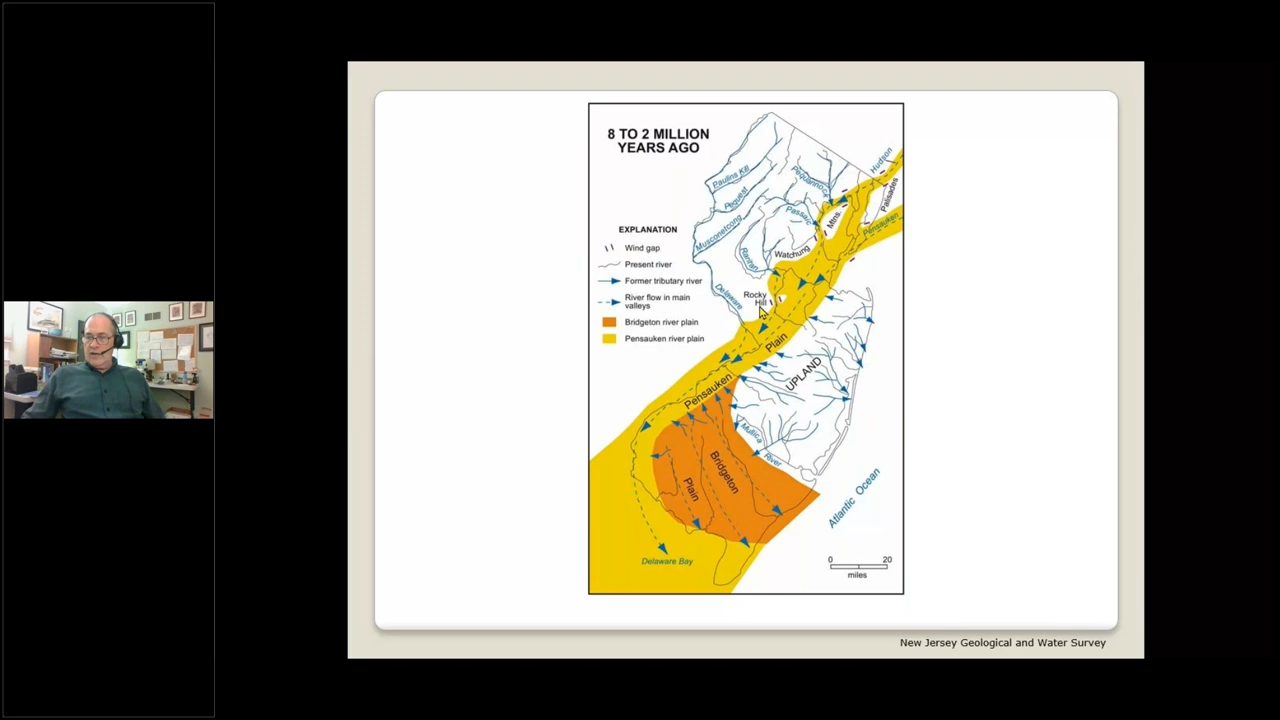 8 TO 2 MILLION
YEARS AGO
Hudson
Palisades
Paulins Kill
Pequannock
Pequest
Passaic
Mtns.
Pensauken
Musconetcong
Watchung
Raritan
EXPLANATION
Wind gap
Present river
Former tributary river
River flow in main
valleys
Bridgeton river plain
Pensauken river plain
Delaware
Rocky
Hill
Plain
UPLAND
Pensauken
Mullica
River
Bridgeton
Plain
Atlantic Ocean
Delaware Bay
0 20
miles
New Jersey Geological and Water Survey